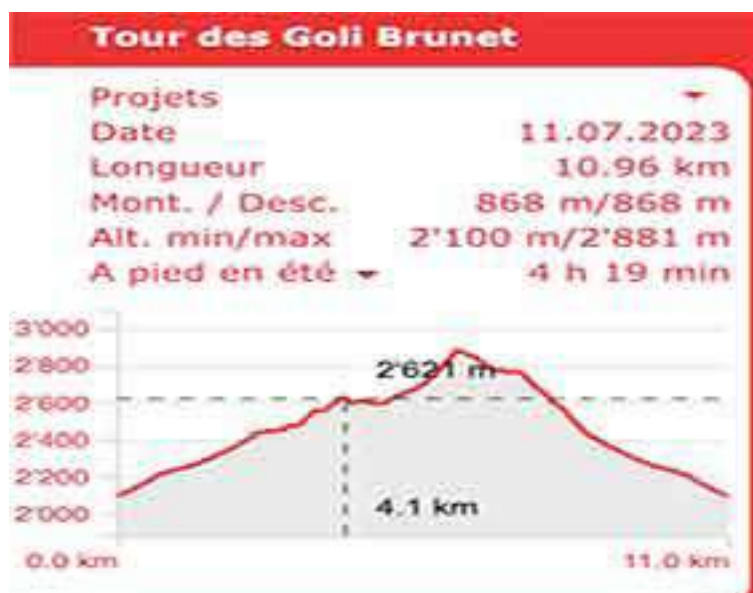 Tour des Goli Brunet
Projets
Date 11.07.2023
Longueur 10.96 km
Mont. / Desc. 868 m/868 m
Alt. min/max 2'100 m/2'881 m
A pied en été 4 h 19 min
3'000
2'800
2'621 m
2'600
2'400
2'200
2'000
4.1 km
0.0 km 11.0 km